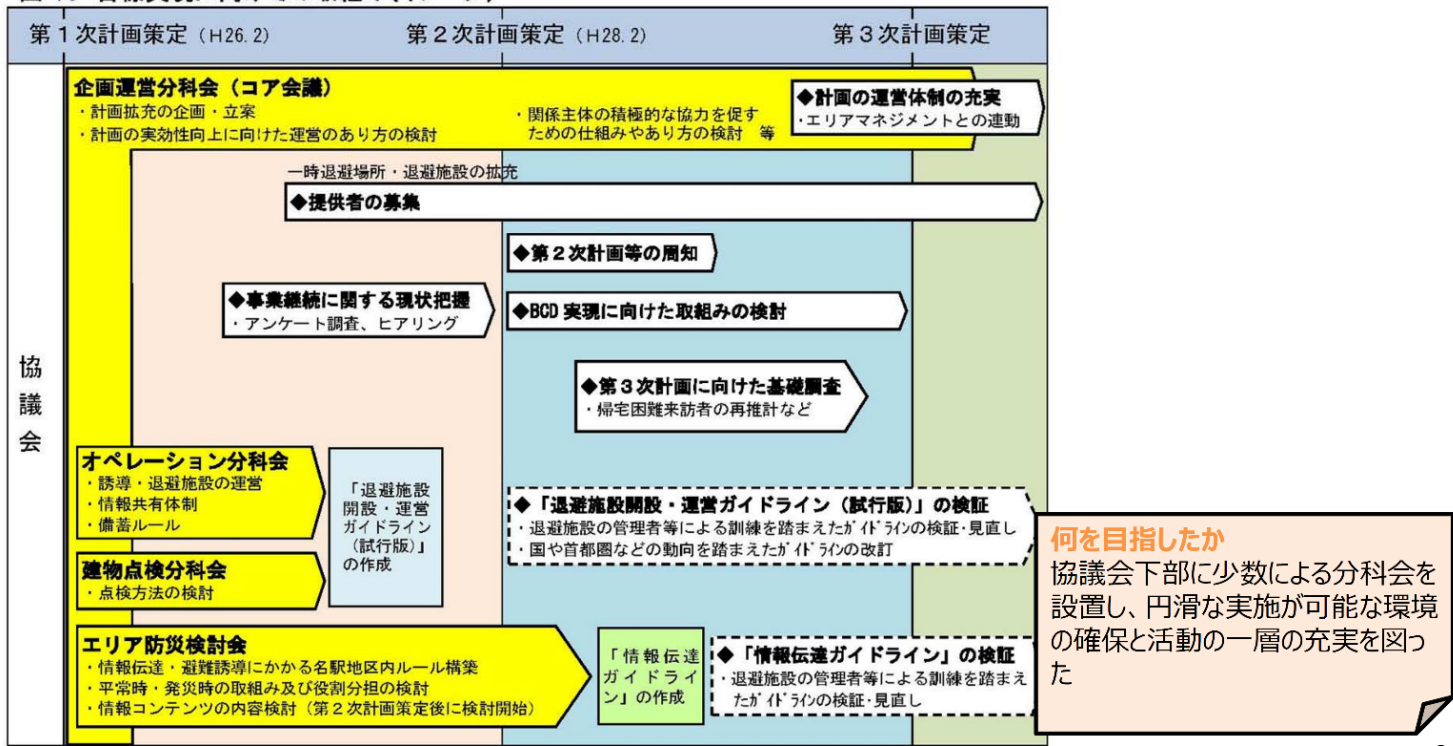 第１次計画策定（H26.2）
第２次計画策定（H28.2）
第３次計画策定
協議会
企画運営分科会（コア会議）
・計画拡充の企画・立案
・計画の実効性向上に向けた運営のあり方の検討
・関係主体の積極的な協力を促す
ための仕組みやあり方の検討　等
◆計画の運営体制の充実
・エリアマネジメントとの連動
一時退避場所・退避施設の拡充
◆提供者の募集
◆第２次計画等の周知
◆事業継続に関する現状把握
・アンケート調査、ヒアリング
◆BCD 実現に向けた取組みの検討
◆第３次計画に向けた基礎調査
・帰宅困難来訪者の再推計など
オペレーション分科会
・誘導・退避施設の運営
・情報共有体制
・備蓄ルール
建物点検分科会
・点検方法の検討
「退避施設
開設・運営
ガイドライン
（試行版）」
の作成
◆「退避施設開設・運営ガイドライン（試行版）」の検証
・退避施設の管理者等による訓練を踏まえたｶﾞｲﾄﾞﾗｲﾝの検証・見直し
・国や首都圏などの動向を踏まえたｶﾞｲﾄﾞﾗｲﾝの改訂
エリア防災検討会
・情報伝達・避難誘導にかかる名駅地区内ルール構築
・平常時・発災時の取組み及び役割分担の検討
・情報コンテンツの内容検討（第２次計画策定後に検討開始）
「情報伝達
ガイドライ
ン」の作成
◆「情報伝達ガイドライン」の検証
・退避施設の管理者等による訓練を踏まえ
たｶﾞｲﾄﾞﾗｲﾝの検証・見直し
何を目指したか
協議会下部に少数による分科会を
設置し、円滑な実施が可能な環境
の確保と活動の一層の充実を図っ
た